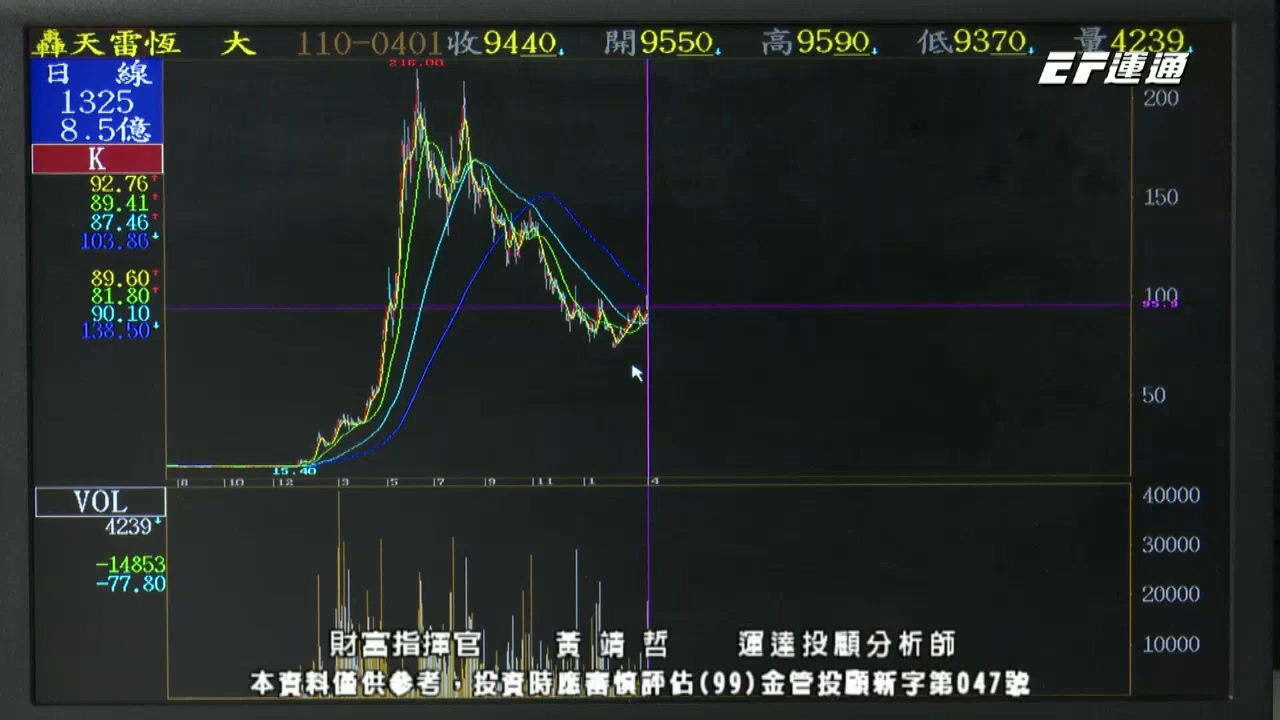 轟天雷恆 大 110-0401收9440 開9550 高9590 低9370 量4239
EF運通
日 線
1325
8.5億
K
92.76
89.41
87.46
103.86
89.60
81.80
90.10
138.50
216.00
200
150
100
50
15.40
8 10 12 3 5 7 9 11 1 4
VOL
4239
-14853
-77.80
40000
30000
20000
10000
財富指揮官 黃靖哲 運達投顧分析師
本資料僅供參考，投資時應審慎評估(99)金管投顧新字第047號